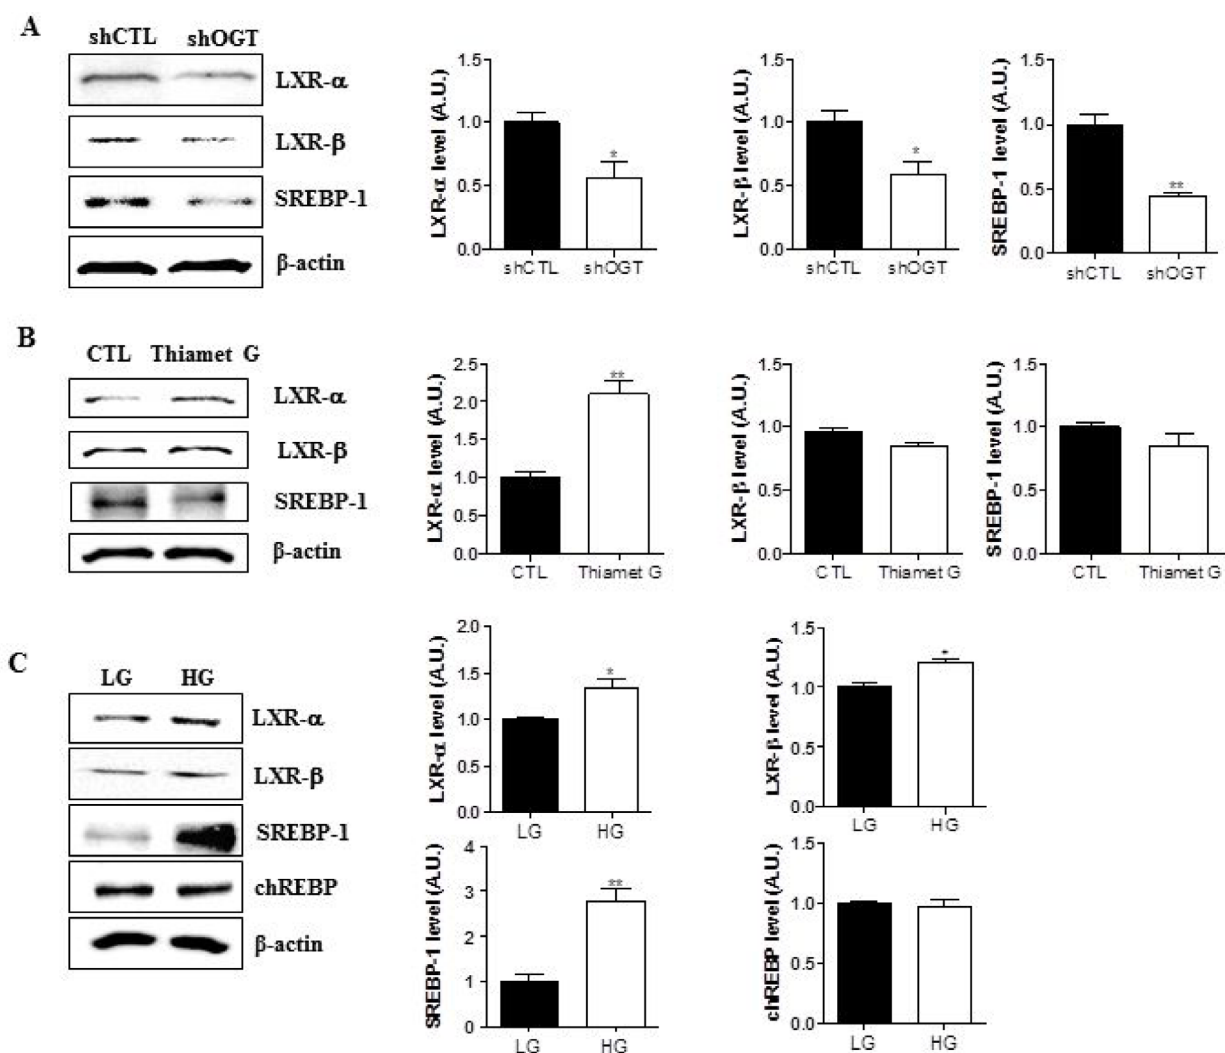 A
shCTL shOGT
LXR-α
LXR-β
SREBP-1
β-actin
LXR-α level (A.U.)
1.5
1.0
0.5
0.0
*
shCTL shOGT
LXR-β level (A.U.)
1.5
1.0
0.5
0.0
*
shCTL shOGT
SREBP-1 level (A.U.)
1.5
1.0
0.5
0.0
**
shCTL shOGT
B
CTL Thiamet G
LXR-α
LXR-β
SREBP-1
β-actin
LXR-α level (A.U.)
2.5
2.0
1.5
1.0
0.5
0.0
**
CTL Thiamet G
LXR-β level (A.U.)
1.5
1.0
0.5
0.0
CTL Thiamet G
SREBP-1 level (A.U.)
1.5
1.0
0.5
0.0
CTL Thiamet G
C
LG HG
LXR-α
LXR-β
SREBP-1
chREBP
β-actin
LXR-α level (A.U.)
2.0
1.5
1.0
0.5
0.0
*
LG HG
LXR-β level (A.U.)
1.5
1.0
0.5
0.0
*
LG HG
SREBP-1 level (A.U.)
4
3
2
1
0
**
LG HG
chREBP level (A.U.)
1.5
1.0
0.5
0.0
LG HG